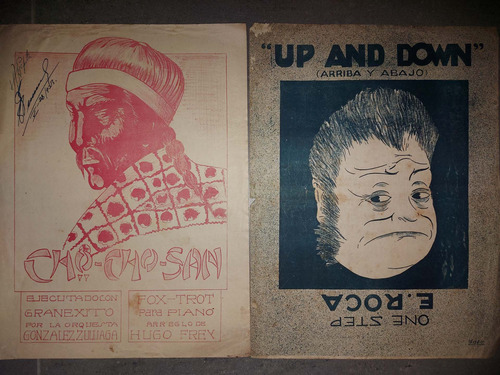 CHO-CHO-SAN
EJECUTADO CON
GRAN EXITO
POR LA ORQUESTA
GONZALEZ ZULUAGA
FOX-TROT
Para PIANO
ARREGLO DE
HUGO FREY
"UP AND DOWN"
(ARRIBA Y ABAJO)
E. ROCA
ONE STEP